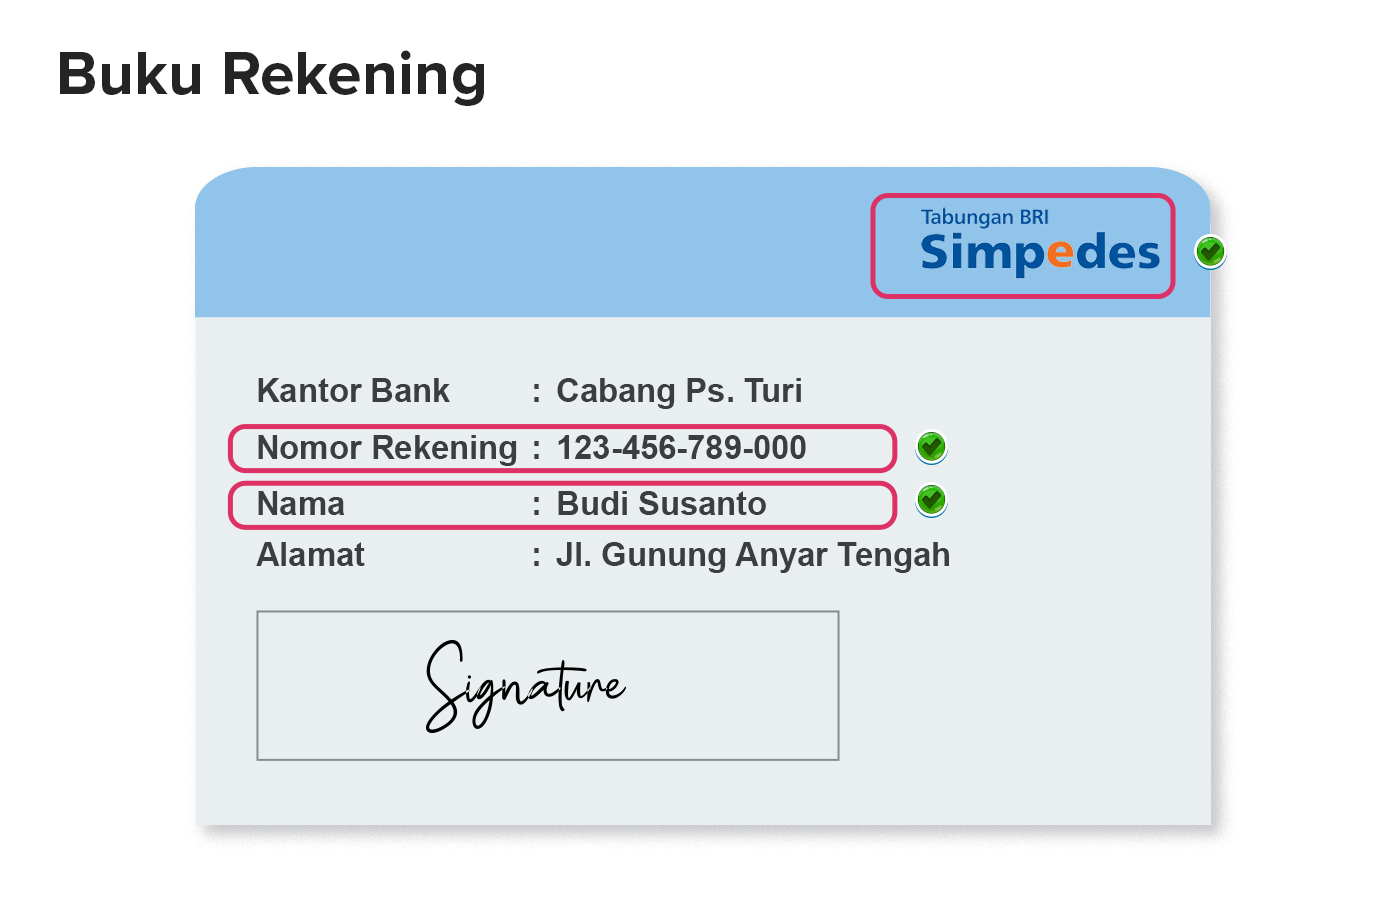 Buku Rekening
Tabungan BRI
Simpedes
Kantor Bank : Cabang Ps. Turi
Nomor Rekening : 123-456-789-000
Nama : Budi Susanto
Alamat : Jl. Gunung Anyar Tengah
Signature